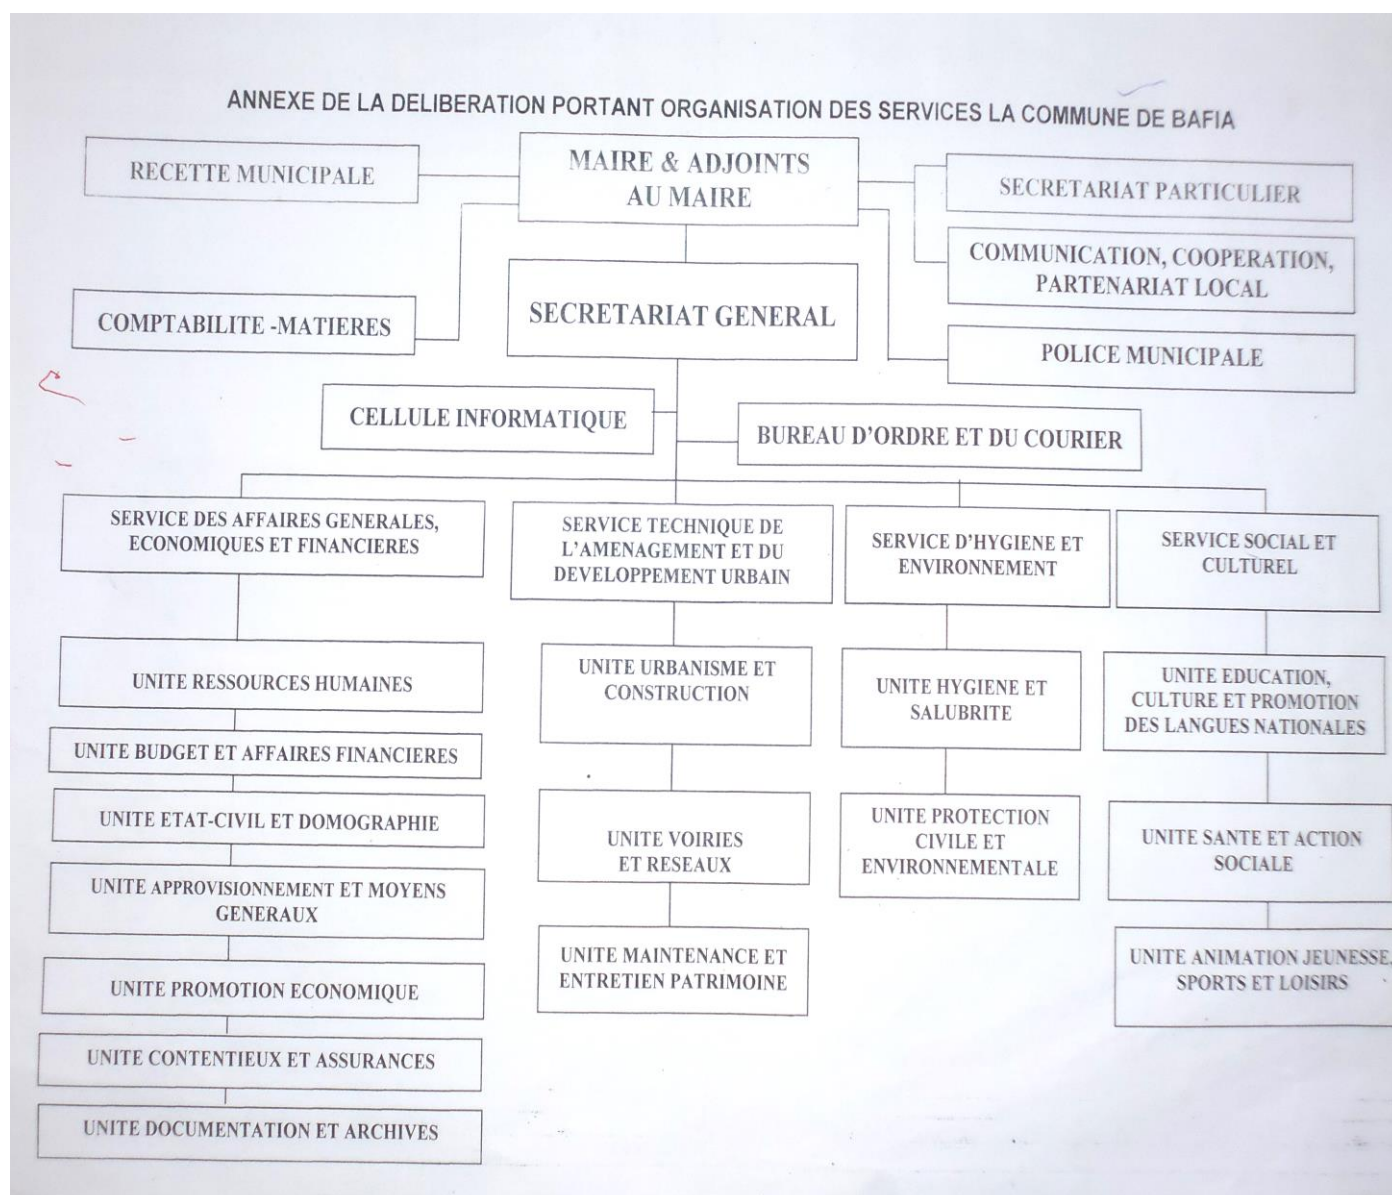 ANNEXE DE LA DELIBERATION PORTANT ORGANISATION DES SERVICES LA COMMUNE DE BAFIA
RECETTE MUNICIPALE
MAIRE & ADJOINTS
AU MAIRE
SECRETARIAT PARTICULIER
COMMUNICATION, COOPERATION,
PARTENARIAT LOCAL
COMPTABILITE -MATIERES
SECRETARIAT GENERAL
POLICE MUNICIPALE
CELLULE INFORMATIQUE
BUREAU D'ORDRE ET DU COURIER
SERVICE DES AFFAIRES GENERALES,
ECONOMIQUES ET FINANCIERES
SERVICE TECHNIQUE DE
L'AMENAGEMENT ET DU
DEVELOPPEMENT URBAIN
SERVICE D'HYGIENE ET
ENVIRONNEMENT
SERVICE SOCIAL ET
CULTUREL
UNITE RESSOURCES HUMAINES
UNITE BUDGET ET AFFAIRES FINANCIERES
UNITE ETAT-CIVIL ET DOMOGRAPHIE
UNITE APPROVISIONNEMENT ET MOYENS
GENERAUX
UNITE PROMOTION ECONOMIQUE
UNITE CONTENTIEUX ET ASSURANCES
UNITE DOCUMENTATION ET ARCHIVES
UNITE URBANISME ET
CONSTRUCTION
UNITE VOIRIES
ET RESEAUX
UNITE MAINTENANCE ET
ENTRETIEN PATRIMOINE
UNITE HYGIENE ET
SALUBRITE
UNITE PROTECTION
CIVILE ET
ENVIRONNEMENTALE
UNITE EDUCATION,
CULTURE ET PROMOTION
DES LANGUES NATIONALES
UNITE SANTE ET ACTION
SOCIALE
UNITE ANIMATION JEUNESSE,
SPORTS ET LOISIRS